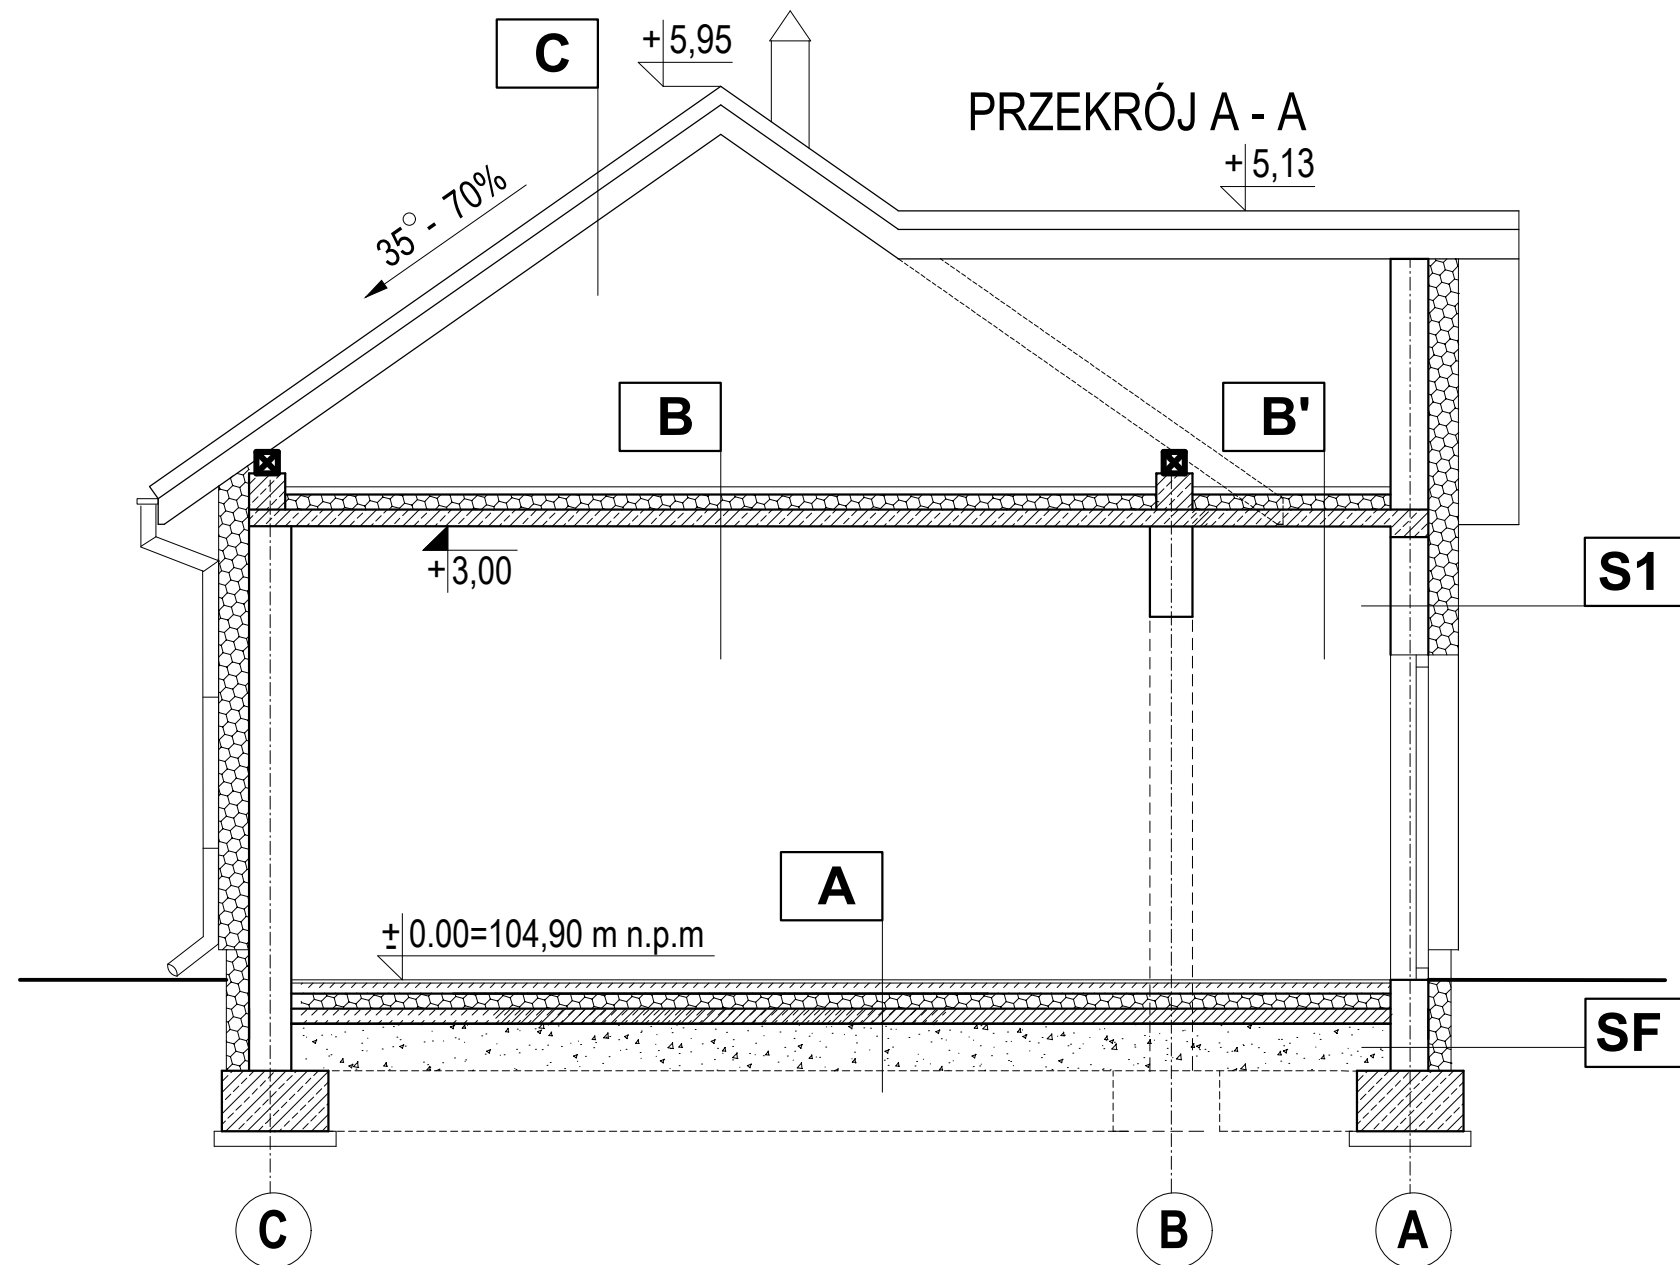 C
+5,95
PRZEKRÓJ A - A
+5,13
35° - 70%
B
B'
+3,00
S1
A
±0.00=104,90 m n.p.m
SF
C
B
A